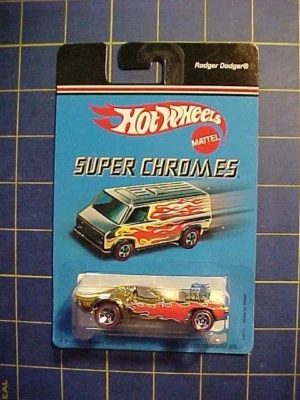 Rodger Dodger®
Hot Wheels
MATTEL
SUPER CHROMES